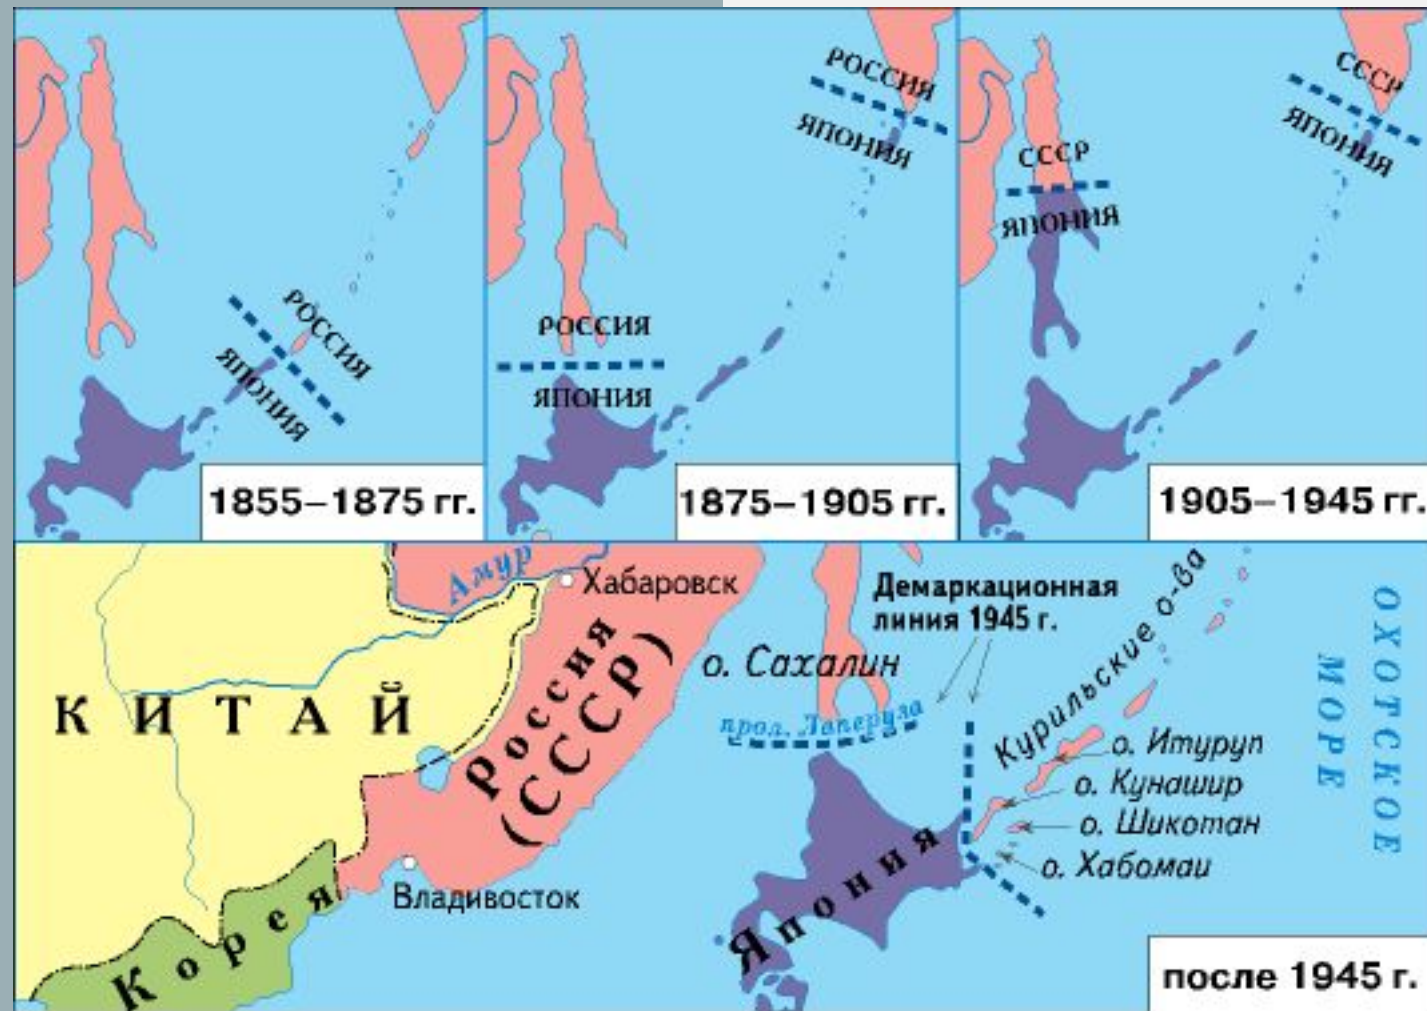 РОССИЯ
ЯПОНИЯ
1855–1875 гг.
РОССИЯ
ЯПОНИЯ
РОССИЯ
ЯПОНИЯ
1875–1905 гг.
СССР
ЯПОНИЯ
СССР
ЯПОНИЯ
1905–1945 гг.
КИТАЙ
Амур
Хабаровск
Россия
(СССР)
Владивосток
Корея
о. Сахалин
прол. Лаперуза
Демаркационная
линия 1945 г.
Курильские о-ва
о. Итуруп
о. Кунашир
о. Шикотан
о. Хабомаи
Япония
ОХОТСКОЕ
МОРЕ
после 1945 г.